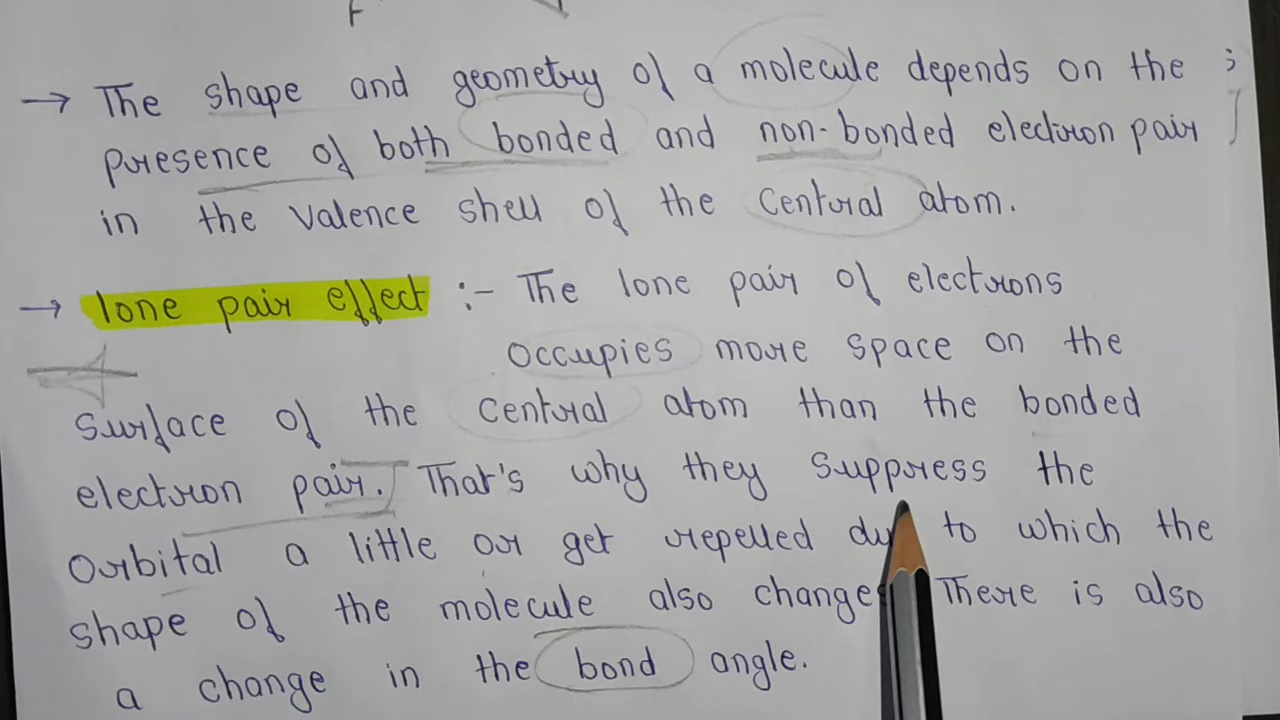 F
→ The shape and geometry of a molecule depends on the
presence of both bonded and non-bonded electron pair
in the valence shell of the central atom.
→ lone pair effect :- The lone pair of electrons
occupies more space on the
surface of the central atom than the bonded
electron pair. That's why they suppress the
orbital a little or get repelled du to which the
shape of the molecule also change There is also
a change in the bond angle.